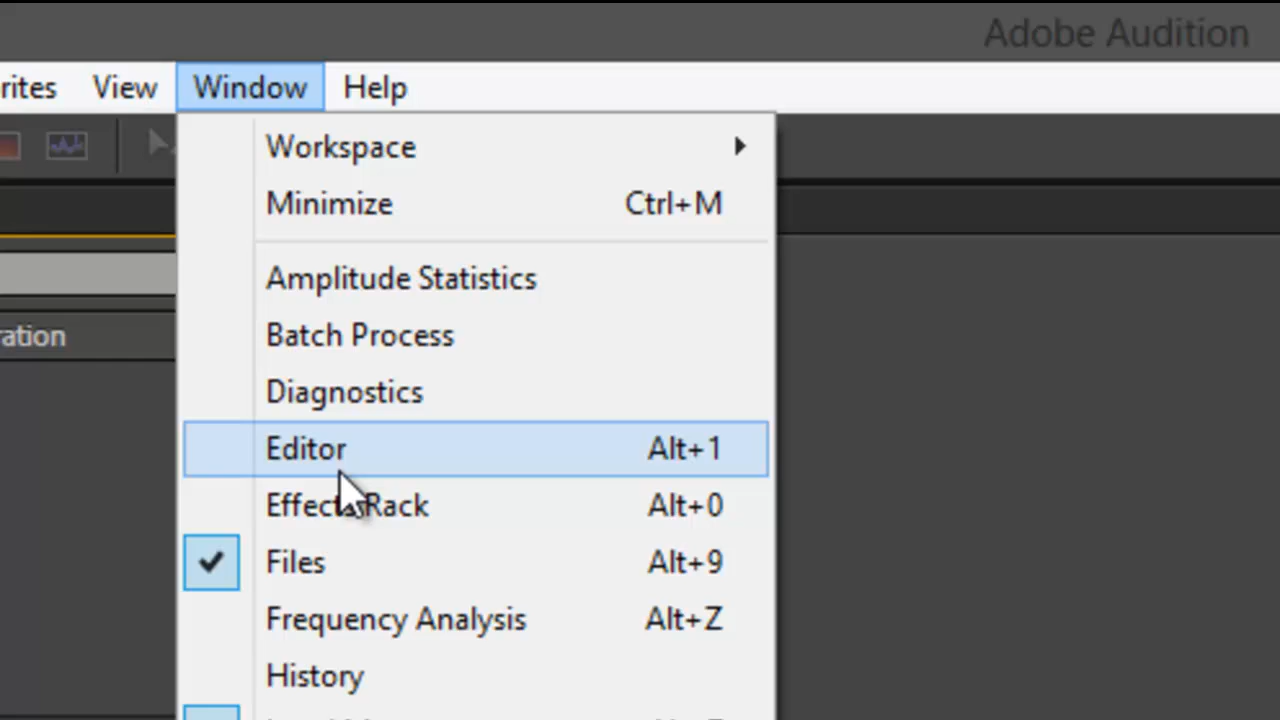 Adobe Audition
rites View Window Help
Workspace
Minimize Ctrl+M
Amplitude Statistics
Batch Process
ration
Diagnostics
Editor Alt+1
Effects Rack Alt+0
Files Alt+9
Frequency Analysis Alt+Z
History